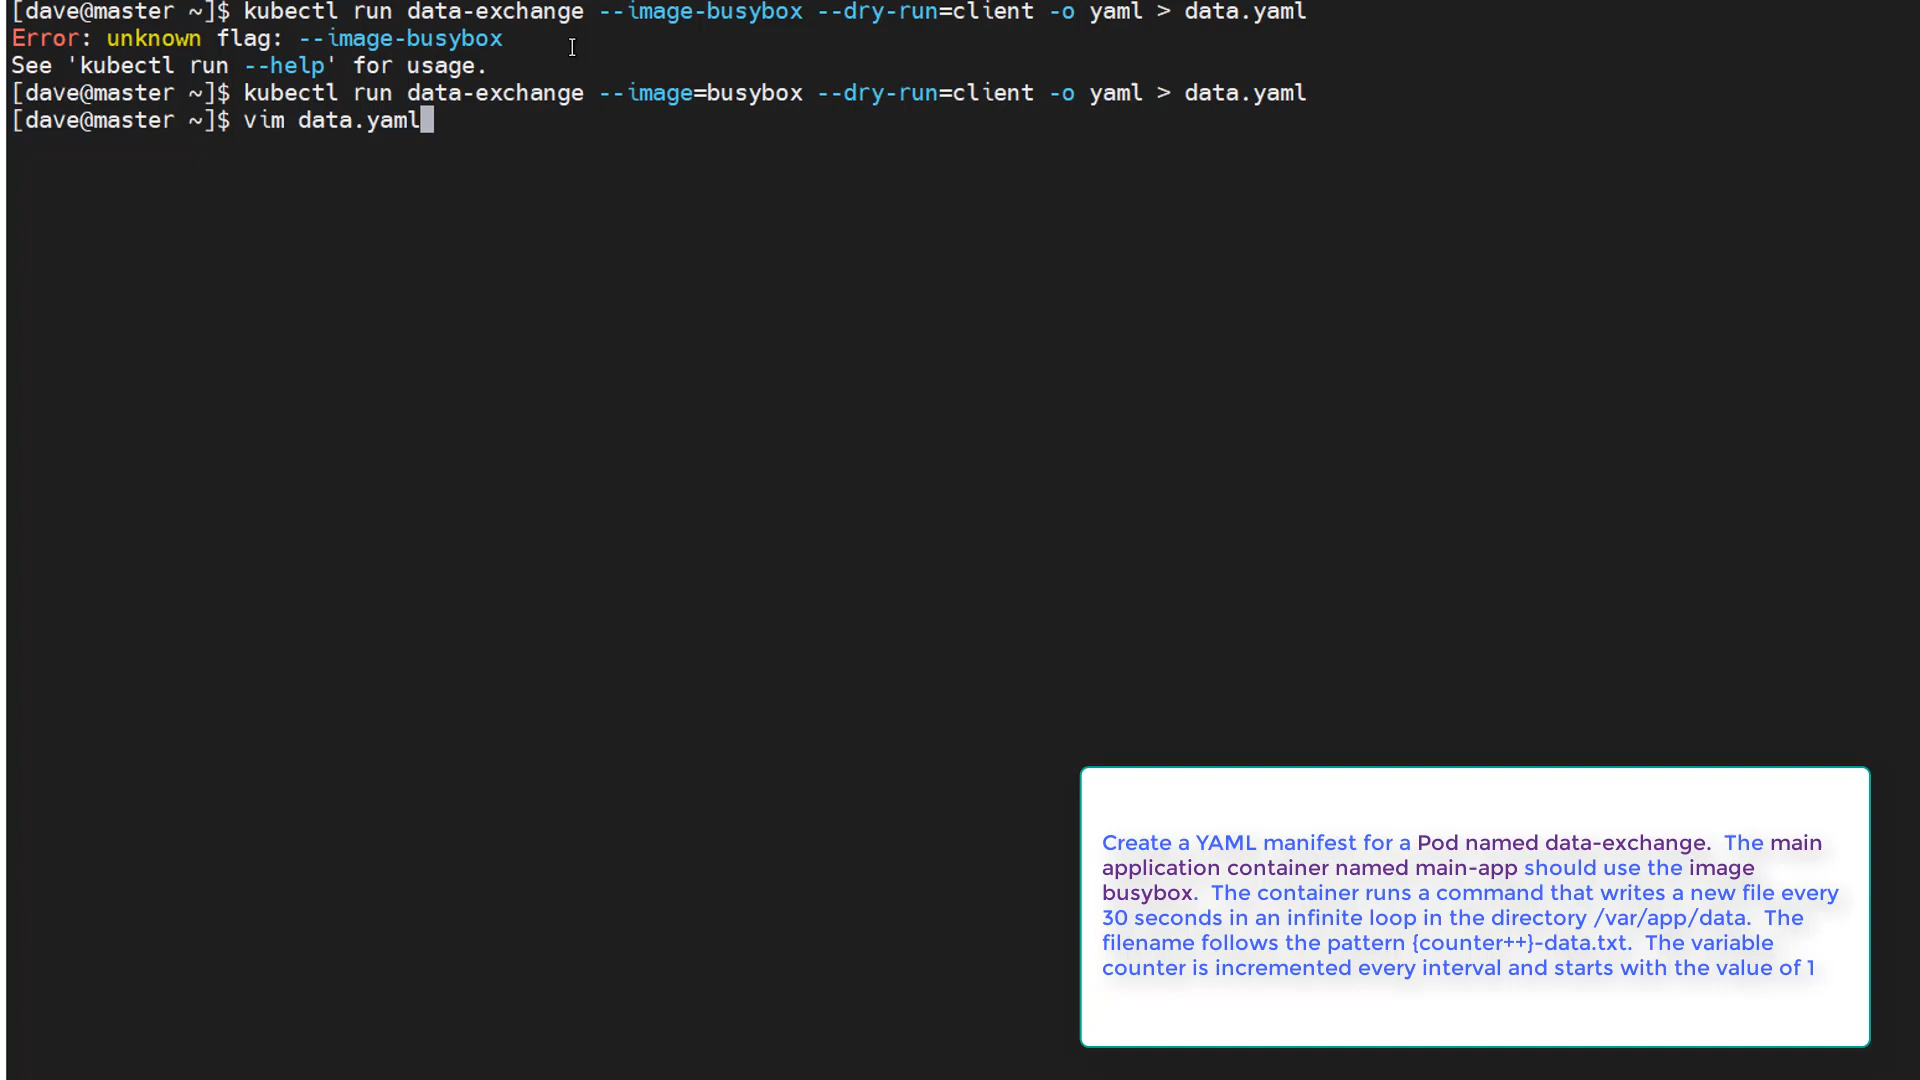 [dave@master ~]$ kubectl run data-exchange --image-busybox --dry-run=client -o yaml > data.yaml
Error: unknown flag: --image-busybox
See 'kubectl run --help' for usage.
[dave@master ~]$ kubectl run data-exchange --image=busybox --dry-run=client -o yaml > data.yaml
[dave@master ~]$ vim data.yaml
Create a YAML manifest for a Pod named data-exchange. The main
application container named main-app should use the image
busybox. The container runs a command that writes a new file every
30 seconds in an infinite loop in the directory /var/app/data. The
filename follows the pattern {counter++}-data.txt. The variable
counter is incremented every interval and starts with the value of 1